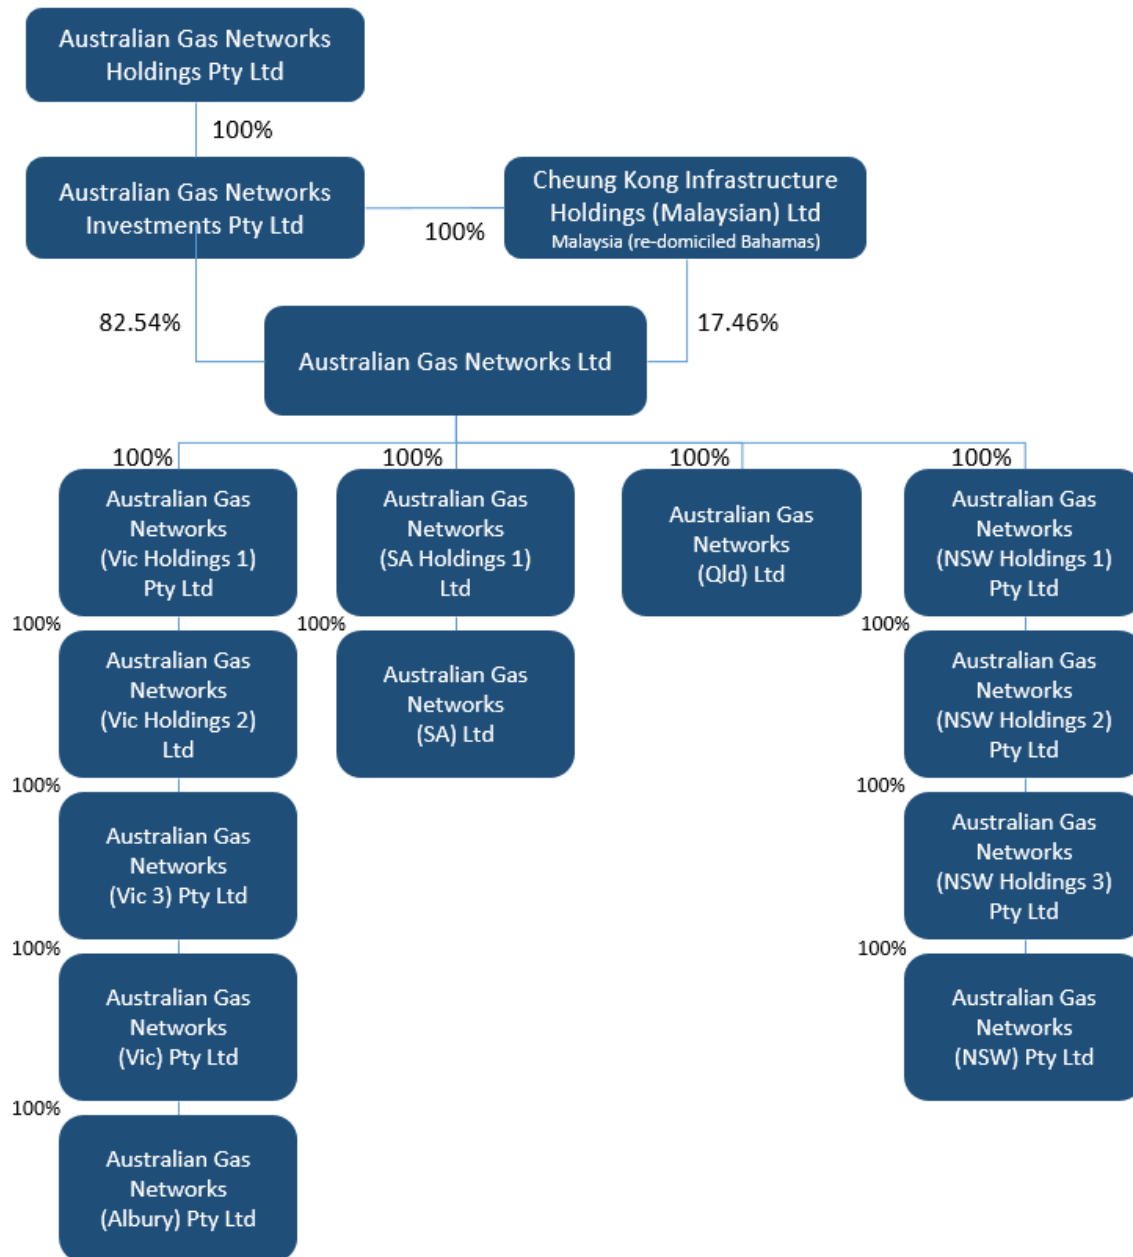 Australian Gas Networks
Holdings Pty Ltd
100%
Australian Gas Networks
Investments Pty Ltd
100%
Cheung Kong Infrastructure
Holdings (Malaysian) Ltd
Malaysia (re-domiciled Bahamas)
82.54%
17.46%
Australian Gas Networks Ltd
100%
100%
100%
100%
Australian Gas
Networks
(Vic Holdings 1)
Pty Ltd
Australian Gas
Networks
(SA Holdings 1)
Ltd
Australian Gas
Networks
(Qld) Ltd
Australian Gas
Networks
(NSW Holdings 1)
Pty Ltd
100%
100%
100%
Australian Gas
Networks
(Vic Holdings 2)
Ltd
Australian Gas
Networks
(SA) Ltd
Australian Gas
Networks
(NSW Holdings 2)
Pty Ltd
100%
100%
Australian Gas
Networks
(Vic 3) Pty Ltd
Australian Gas
Networks
(NSW Holdings 3)
Pty Ltd
100%
100%
Australian Gas
Networks
(Vic) Pty Ltd
Australian Gas
Networks
(NSW) Pty Ltd
100%
Australian Gas
Networks
(Albury) Pty Ltd